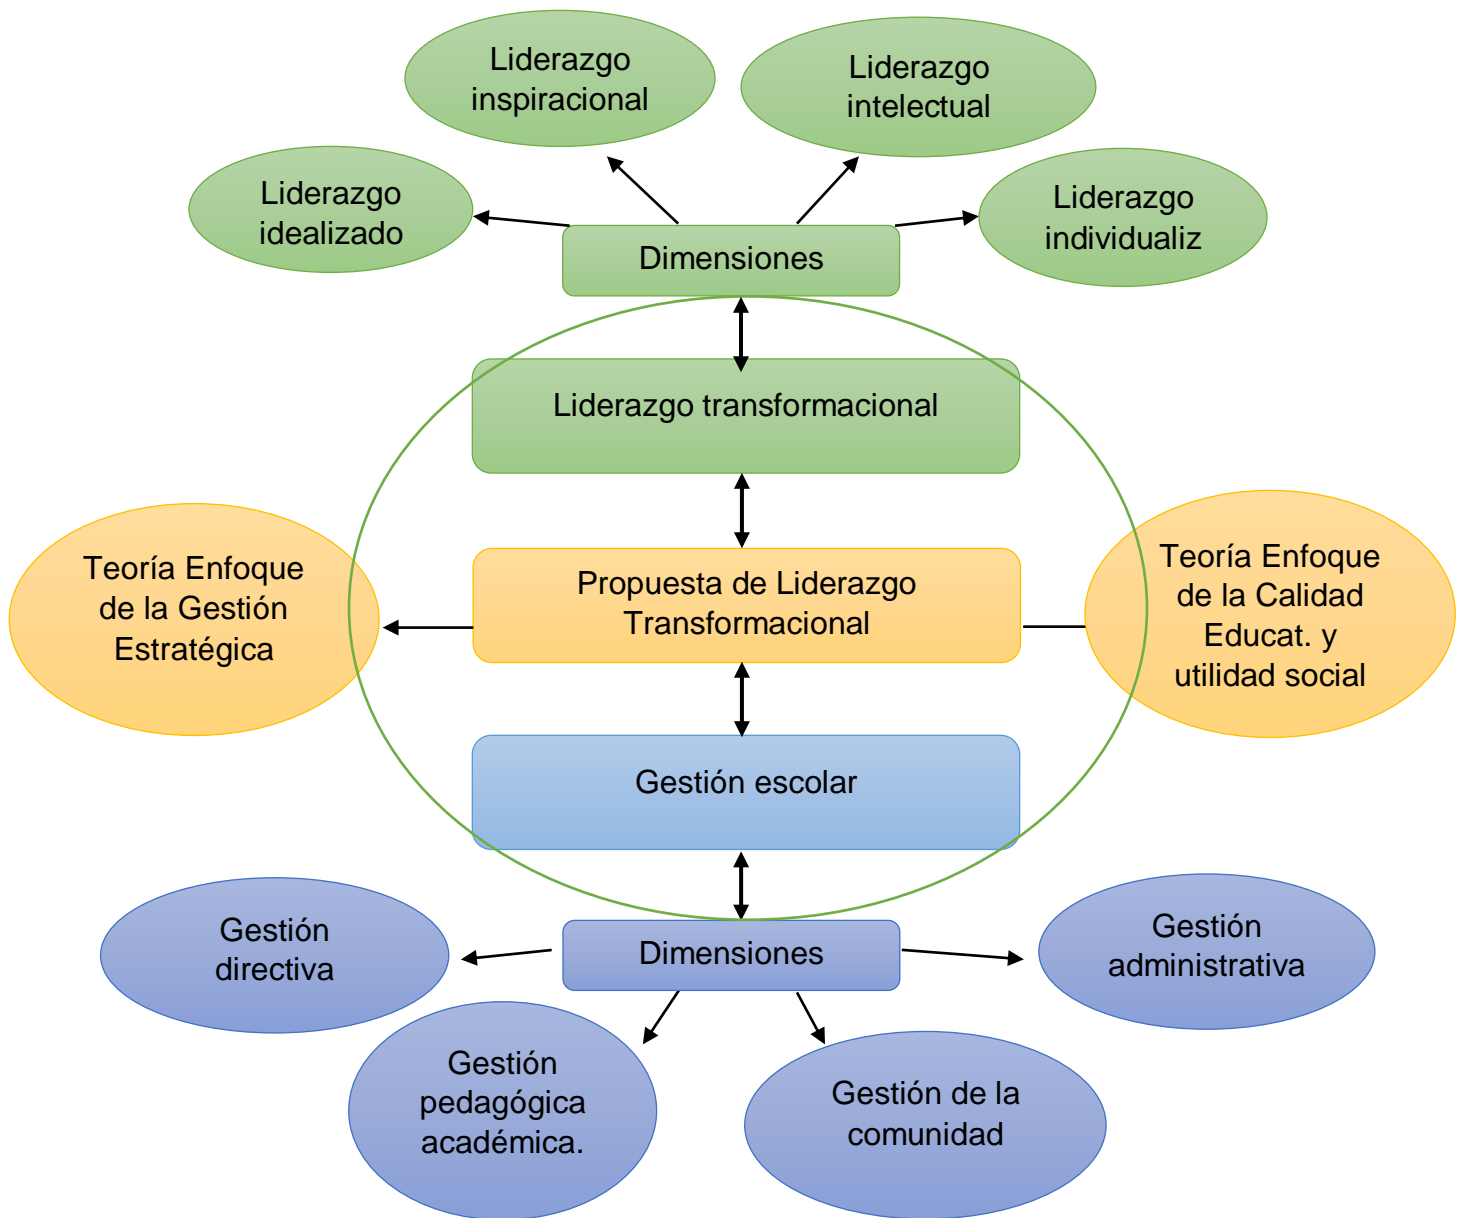 Liderazgo
inspiracional
Liderazgo
intelectual
Liderazgo
idealizado
Liderazgo
individualiz
Dimensiones
Liderazgo transformacional
Teoría Enfoque
de la Gestión
Estratégica
Propuesta de Liderazgo
Transformacional
Teoría Enfoque
de la Calidad
Educat. y
utilidad social
Gestión escolar
Gestión
directiva
Dimensiones
Gestión
administrativa
Gestión
pedagógica
académica.
Gestión de la
comunidad